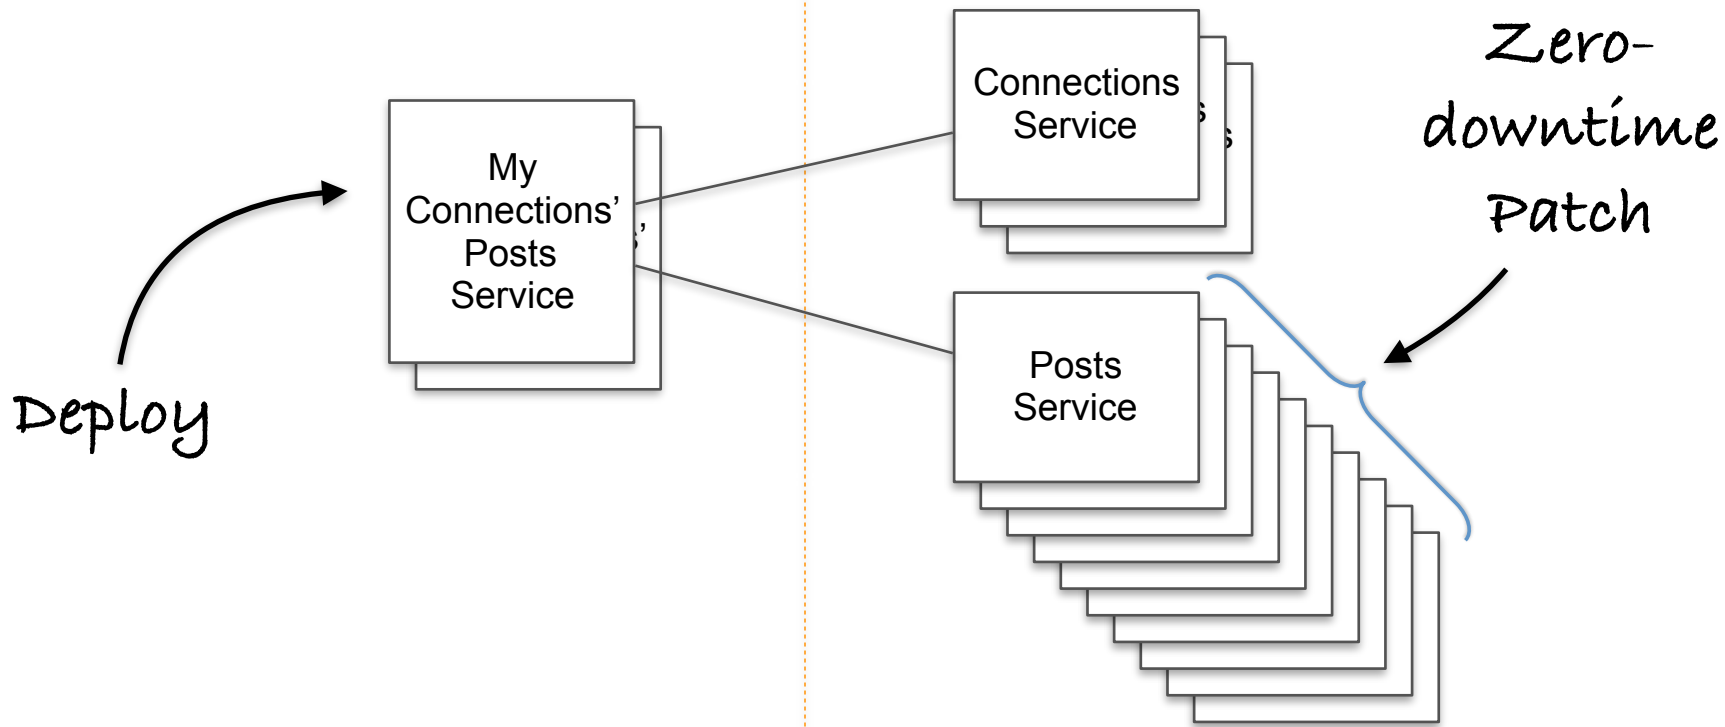 Deploy
My
Connections’
Posts
Service
Connections
Service
Posts
Service
Zero-
downtime
Patch